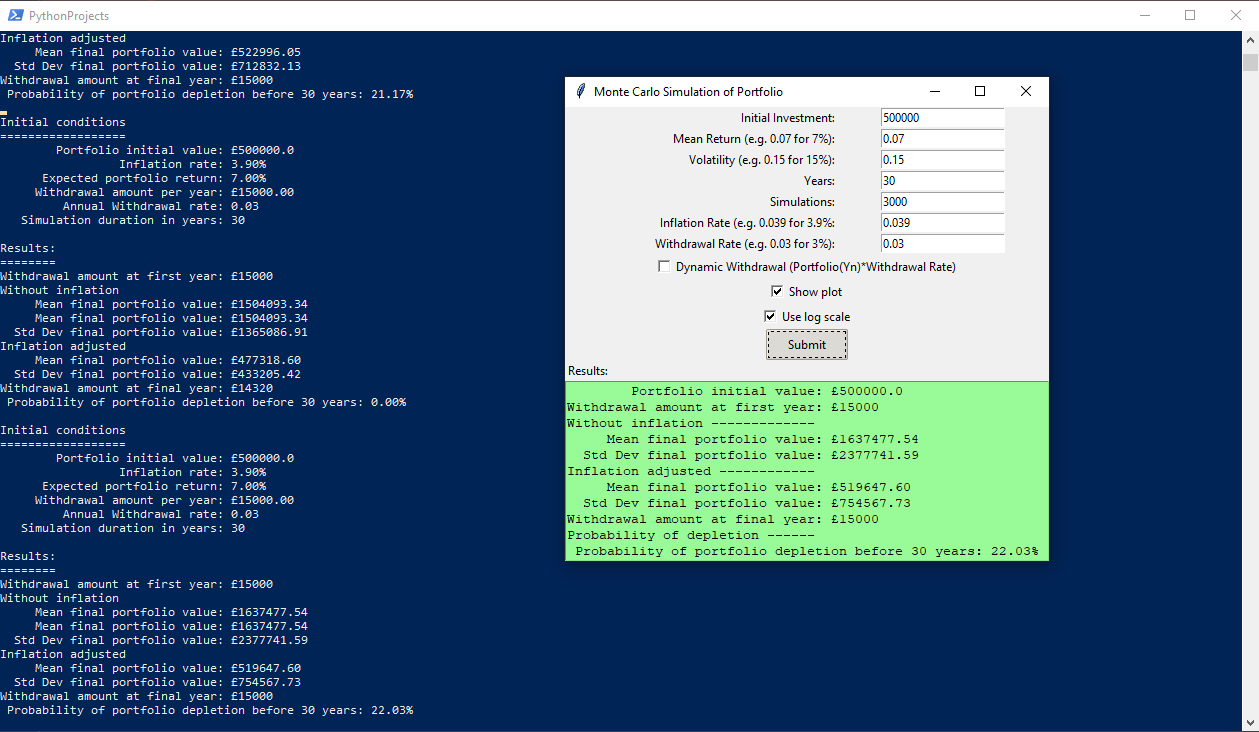 PythonProjects
Inflation adjusted
Mean final portfolio value: £522996.05
Std Dev final portfolio value: £712832.13
Withdrawal amount at final year: £15000
Probability of portfolio depletion before 30 years: 21.17%
Initial conditions
==================
Portfolio initial value: £500000.0
Inflation rate: 3.90%
Expected portfolio return: 7.00%
Withdrawal amount per year: £15000.00
Annual Withdrawal rate: 0.03
Simulation duration in years: 30
Results:
========
Withdrawal amount at first year: £15000
Without inflation
Mean final portfolio value: £1504093.34
Mean final portfolio value: £1504093.34
Std Dev final portfolio value: £1365086.91
Inflation adjusted
Mean final portfolio value: £477318.60
Std Dev final portfolio value: £433205.42
Withdrawal amount at final year: £14320
Probability of portfolio depletion before 30 years: 0.00%
Initial conditions
==================
Portfolio initial value: £500000.0
Inflation rate: 3.90%
Expected portfolio return: 7.00%
Withdrawal amount per year: £15000.00
Annual Withdrawal rate: 0.03
Simulation duration in years: 30
Results:
========
Withdrawal amount at first year: £15000
Without inflation
Mean final portfolio value: £1637477.54
Mean final portfolio value: £1637477.54
Std Dev final portfolio value: £2377741.59
Inflation adjusted
Mean final portfolio value: £519647.60
Std Dev final portfolio value: £754567.73
Withdrawal amount at final year: £15000
Probability of portfolio depletion before 30 years: 22.03%
Monte Carlo Simulation of Portfolio
Initial Investment: 500000
Mean Return (e.g. 0.07 for 7%): 0.07
Volatility (e.g. 0.15 for 15%): 0.15
Years: 30
Simulations: 3000
Inflation Rate (e.g. 0.039 for 3.9%: 0.039
Withdrawal Rate (e.g. 0.03 for 3%): 0.03
Dynamic Withdrawal (Portfolio(Yn)*Withdrawal Rate)
Show plot
Use log scale
Submit
Results:
Portfolio initial value: £500000.0
Withdrawal amount at first year: £15000
Without inflation -------------
Mean final portfolio value: £1637477.54
Std Dev final portfolio value: £2377741.59
Inflation adjusted ------------
Mean final portfolio value: £519647.60
Std Dev final portfolio value: £754567.73
Withdrawal amount at final year: £15000
Probability of depletion ------
Probability of portfolio depletion before 30 years: 22.03%